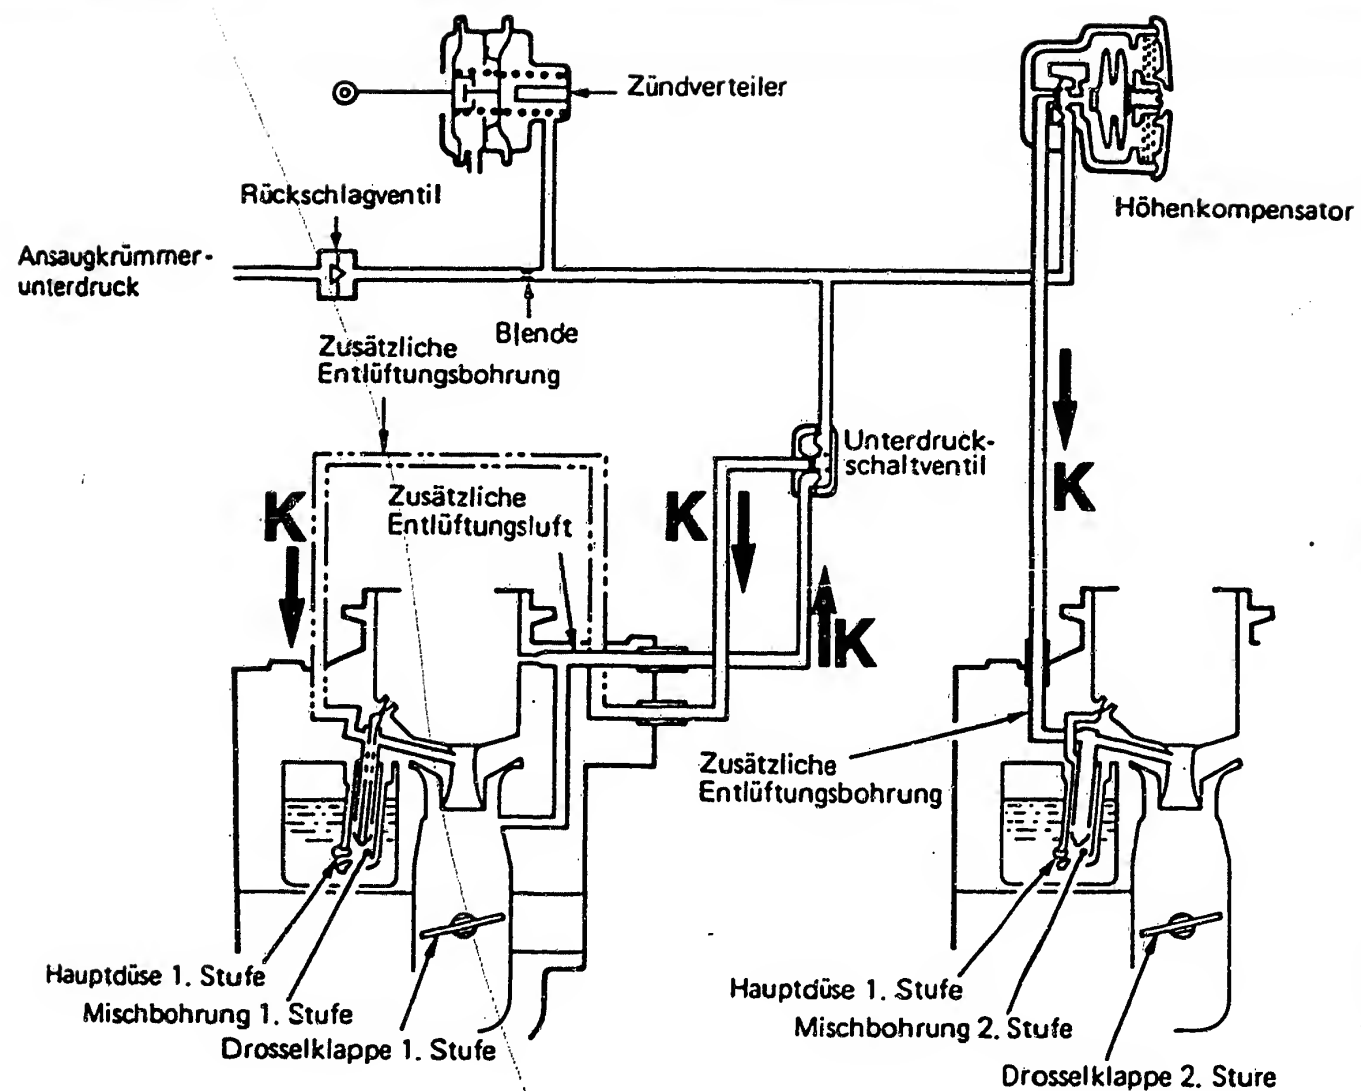 Zündverteiler
Rückschlagventil
Höhenkompensator
Ansaugkrümmer-
unterdruck
Blende
Zusätzliche
Entlüftungsbohrung
Unterdruck-
schaltventil
Zusätzliche
Entlüftungsluft
K
K
K
K
Zusätzliche
Entlüftungsbohrung
Hauptdüse 1. Stufe
Mischbohrung 1. Stufe
Drosselklappe 1. Stufe
Hauptdüse 1. Stufe
Mischbohrung 2. Stufe
Drosselklappe 2. Sture